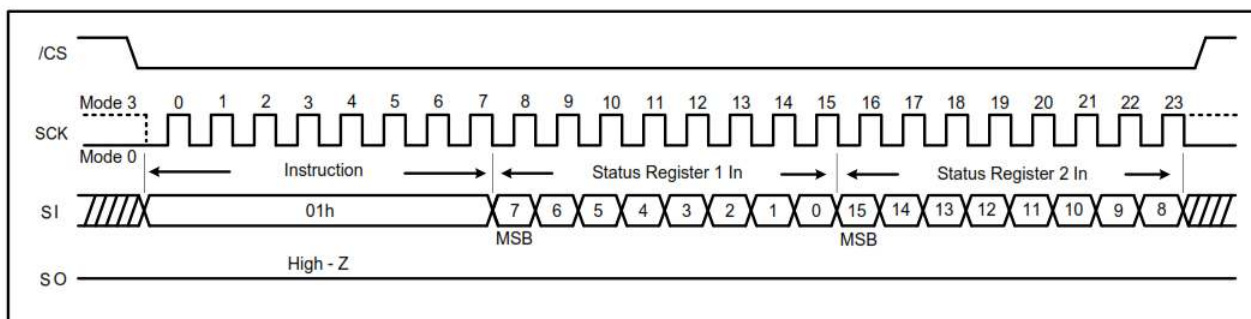 /CS
Mode 3 0 1 2 3 4 5 6 7 8 9 10 11 12 13 14 15 16 17 18 19 20 21 22 23
SCK
Mode 0
Instruction Status Register 1 In Status Register 2 In
SI 01h 7 6 5 4 3 2 1 0 15 14 13 12 11 10 9 8
MSB MSB
High - Z
SO